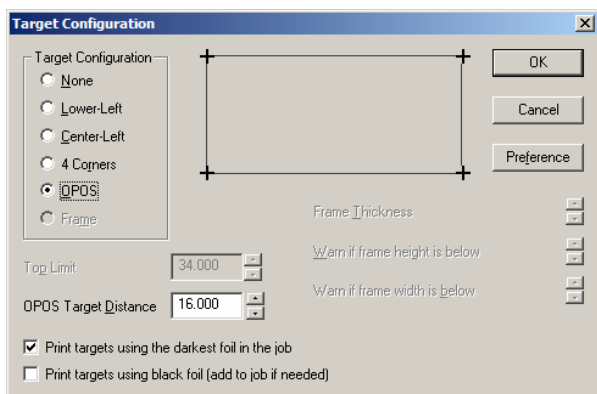 Target Configuration
Target Configuration
None
Lower-Left
Center-Left
4 Corners
OPOS
Frame
OK
Cancel
Preference
Frame Thickness
Warn if frame height is below
Warn if frame width is below
Top Limit
34.000
OPOS Target Distance
16.000
Print targets using the darkest foil in the job
Print targets using black foil (add to job if needed)